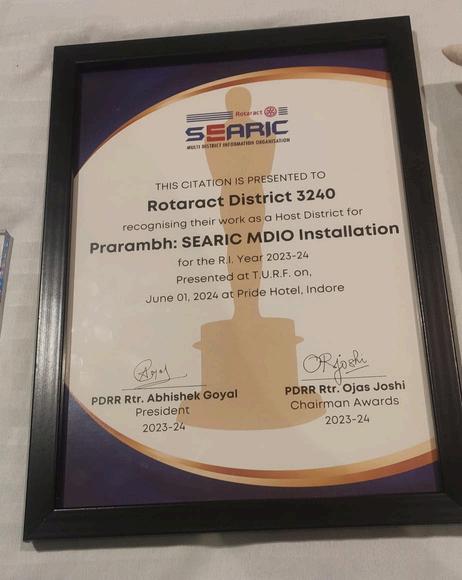 Rotaract
SEARIC
MULTI DISTRICT INFORMATION ORGANISATION
THIS CITATION IS PRESENTED TO
Rotaract District 3240
recognising their work as a Host District for
Prarambh: SEARIC MDIO Installation
for the R.I. Year 2023-24
Presented at T.U.R.F. on,
June 01, 2024 at Pride Hotel, Indore
PDRR Rtr. Abhishek Goyal
President
2023-24
ORjoshi
PDRR Rtr. Ojas Joshi
Chairman Awards
2023-24